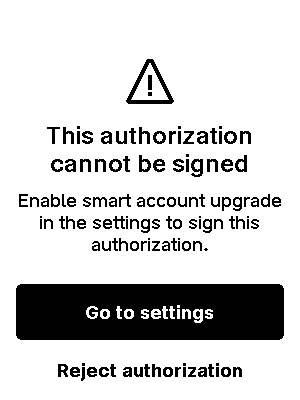 This authorization
cannot be signed
Enable smart account upgrade
in the settings to sign this
authorization.
Go to settings
Reject authorization